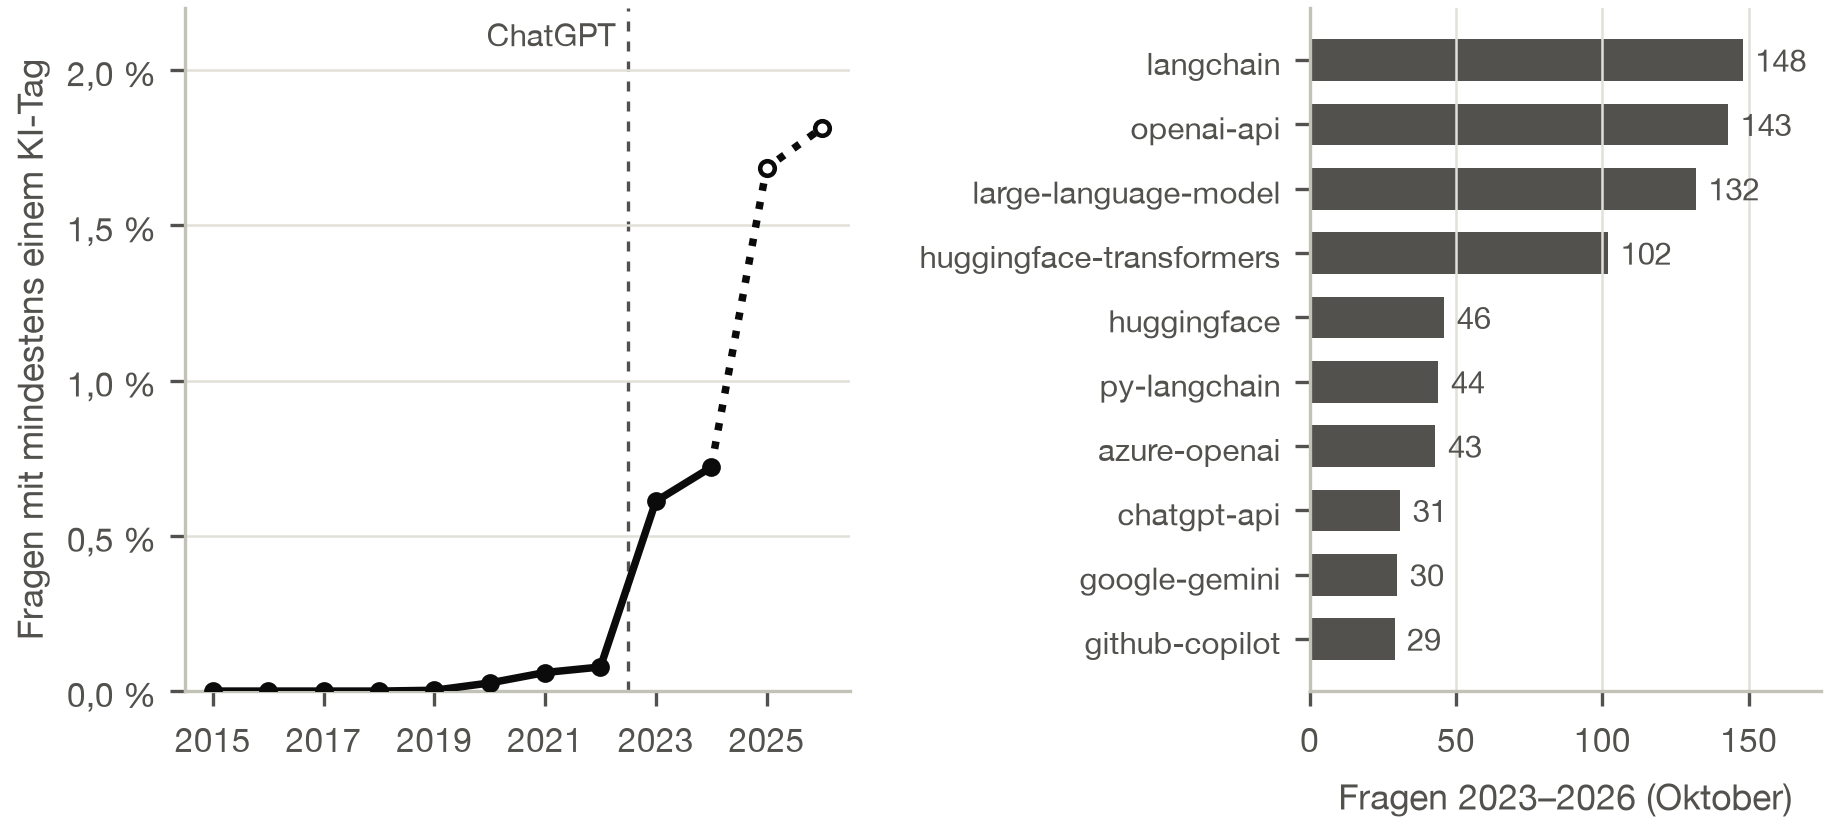 Fragen mit mindestens einem KI-Tag
2,0 %
1,5 %
1,0 %
0,5 %
0,0 %
ChatGPT
2015
2017
2019
2021
2023
2025
langchain
148
openai-api
143
large-language-model
132
huggingface-transformers
102
huggingface
46
py-langchain
44
azure-openai
43
chatgpt-api
31
google-gemini
30
github-copilot
29
0
50
100
150
Fragen 2023–2026 (Oktober)